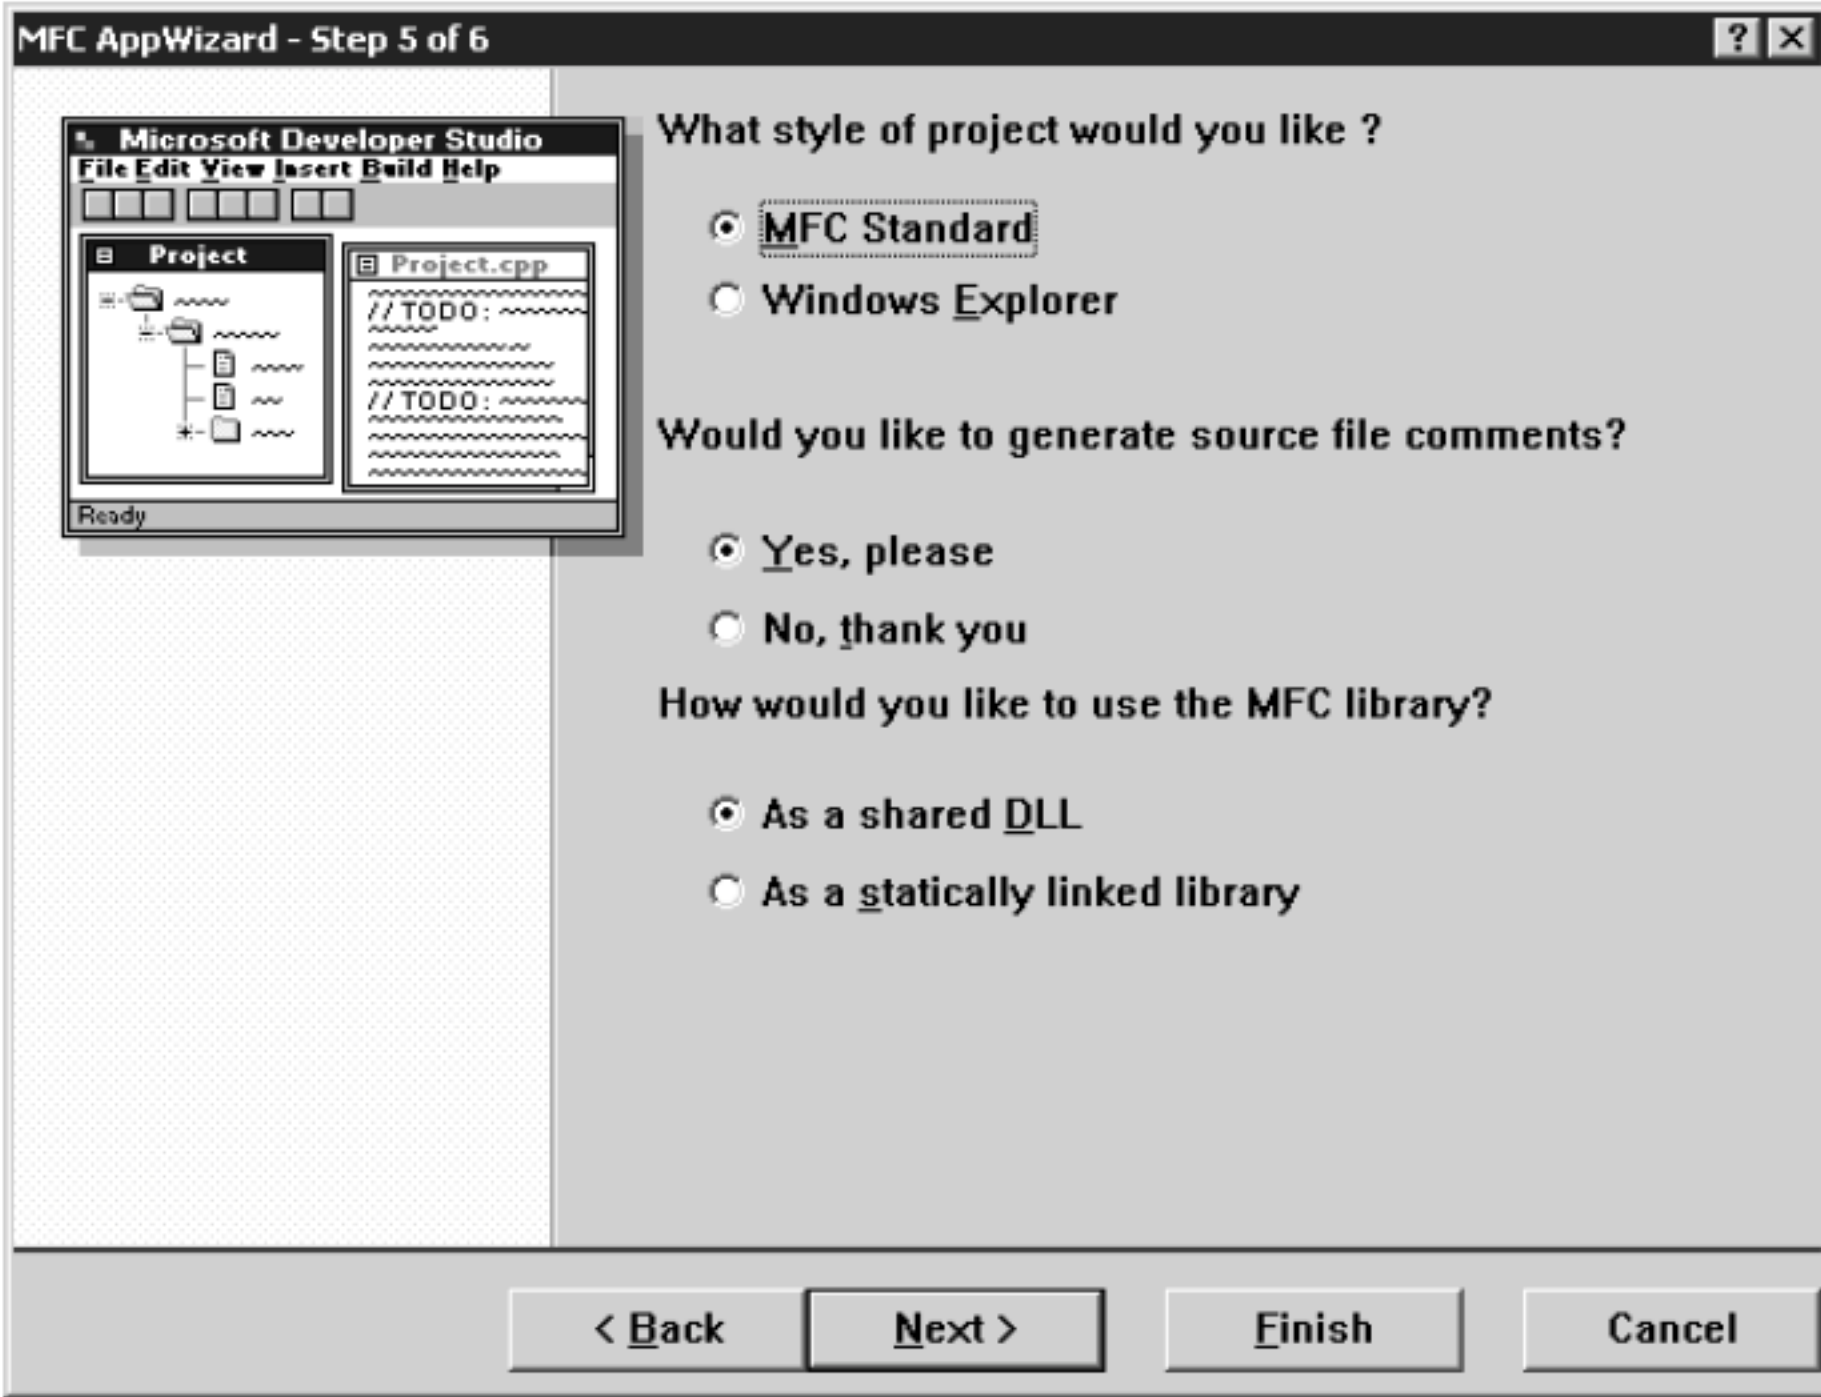 MFC AppWizard - Step 5 of 6
Microsoft Developer Studio
File Edit View Insert Build Help
Project
Project.cpp
// TODO:
// TODO:
Ready
What style of project would you like ?
MFC Standard
Windows Explorer
Would you like to generate source file comments?
Yes, please
No, thank you
How would you like to use the MFC library?
As a shared DLL
As a statically linked library
< Back
Next >
Finish
Cancel